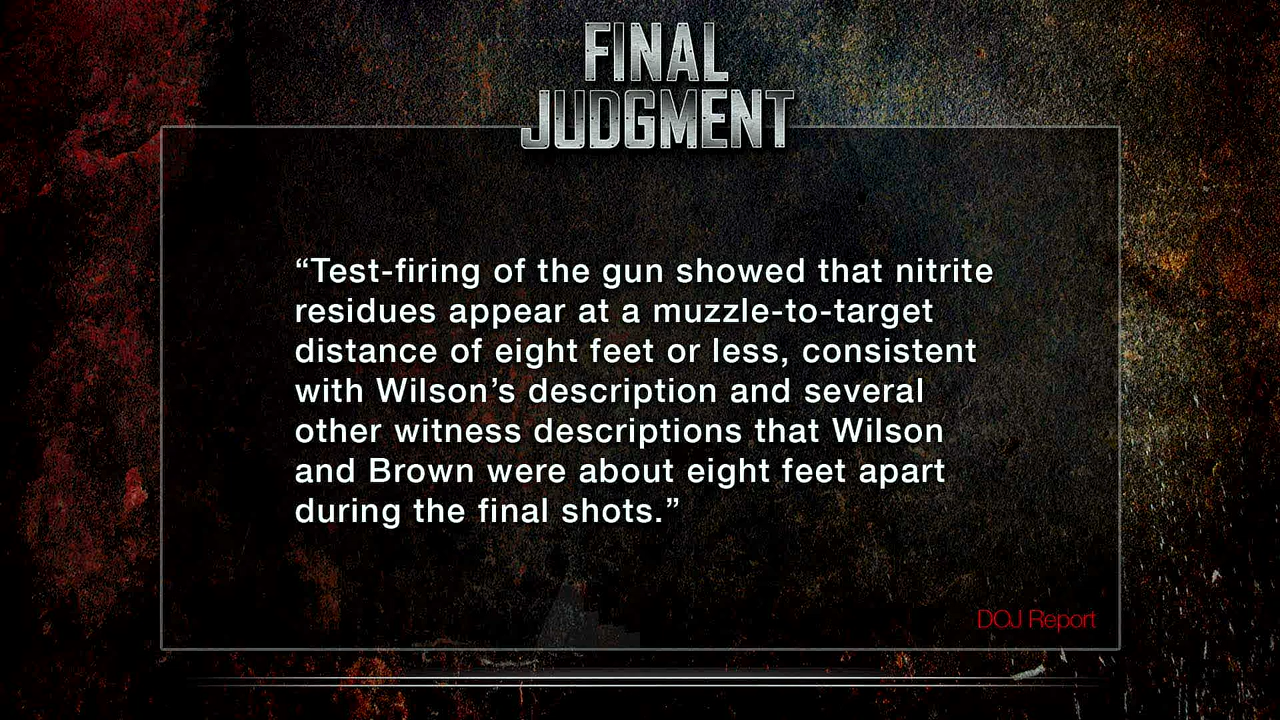 FINAL
JUDGMENT
“Test-firing of the gun showed that nitrite
residues appear at a muzzle-to-target
distance of eight feet or less, consistent
with Wilson’s description and several
other witness descriptions that Wilson
and Brown were about eight feet apart
during the final shots.”
DOJ Report